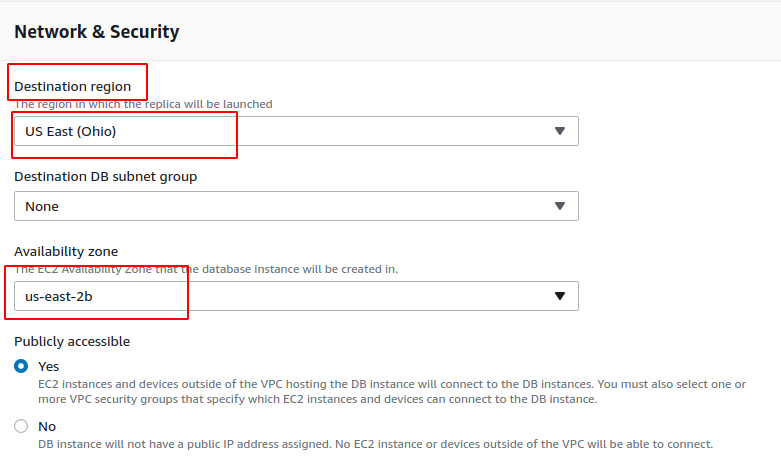 Network & Security
Destination region
The region in which the replica will be launched
US East (Ohio)
Destination DB subnet group
None
Availability zone
The EC2 Availability Zone that the database instance will be created in.
us-east-2b
Publicly accessible
Yes
EC2 instances and devices outside of the VPC hosting the DB instance will connect to the DB instances. You must also select one or
more VPC security groups that specify which EC2 instances and devices can connect to the DB instance.
No
DB instance will not have a public IP address assigned. No EC2 instance or devices outside of the VPC will be able to connect.